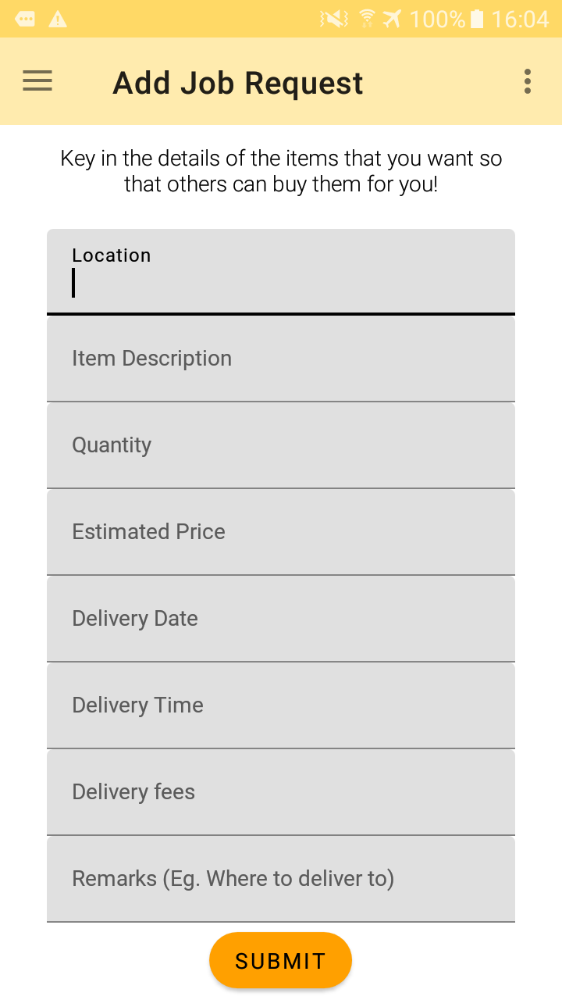 100% 16:04
Add Job Request
Key in the details of the items that you want so
that others can buy them for you!
Location
Item Description
Quantity
Estimated Price
Delivery Date
Delivery Time
Delivery fees
Remarks (Eg. Where to deliver to)
SUBMIT